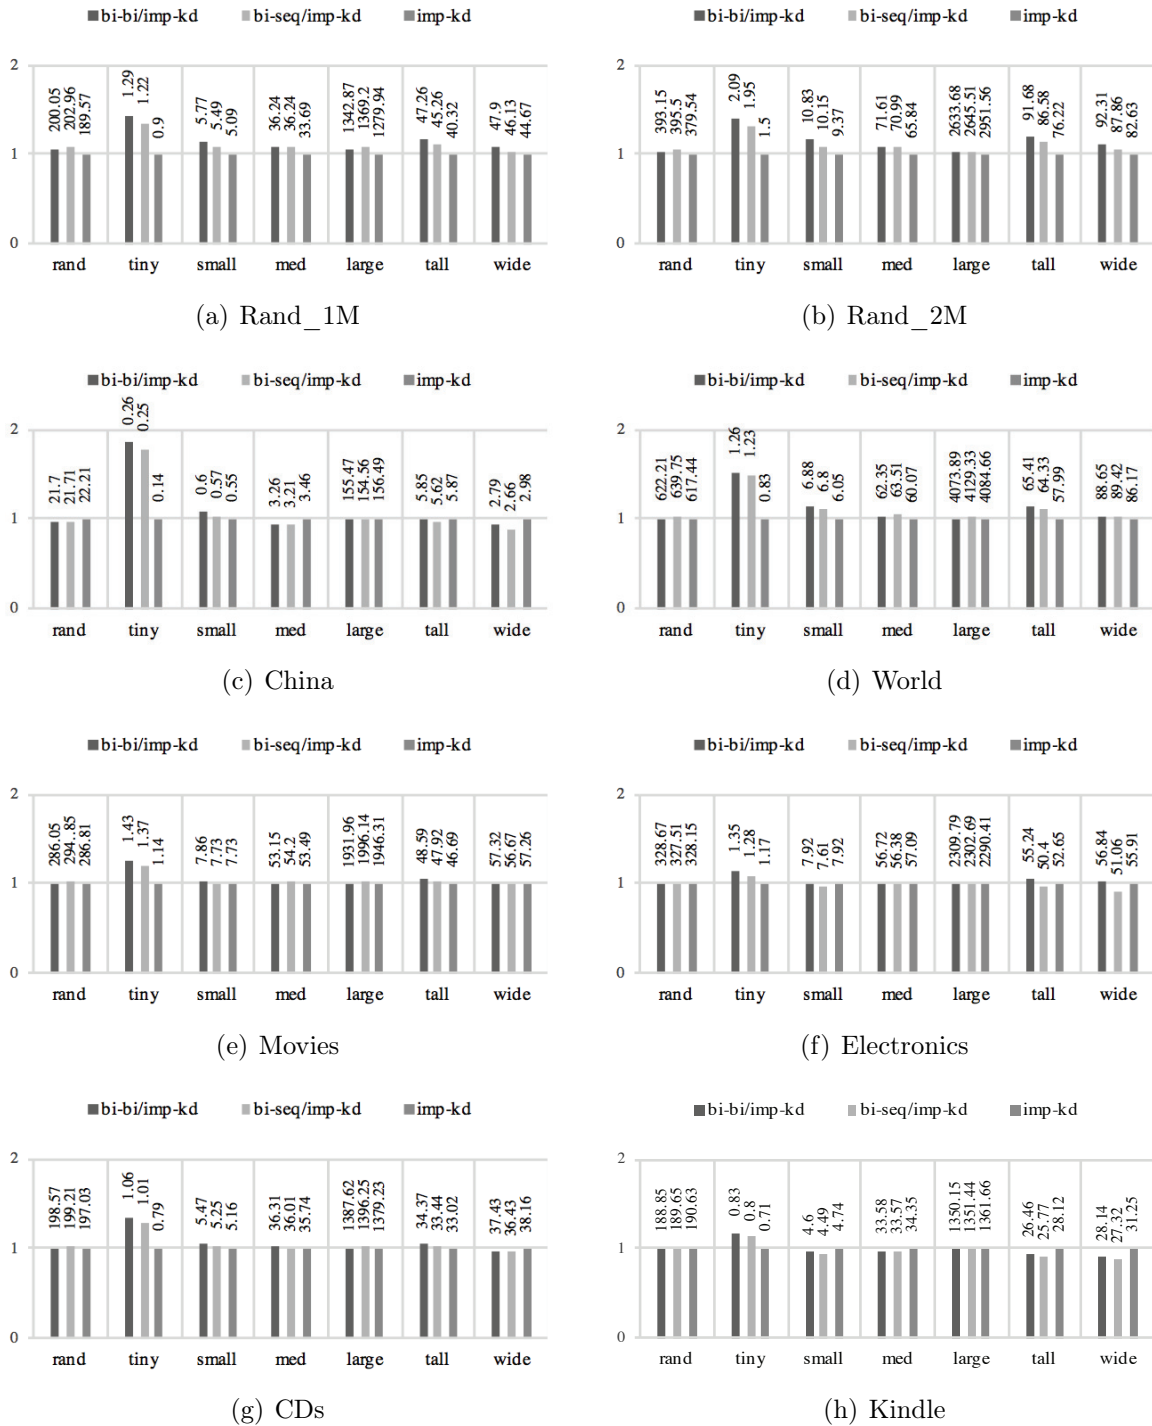 ■bi-bi/imp-kd ■bi-seq/imp-kd ■imp-kd
2
1
0
200.05 202.96 189.57 1.29 1.22 0.9 5.77 5.49 5.09 36.24 36.24 33.69 1342.87 1369.2 1279.94 47.26 45.26 40.32 47.9 46.13 44.67
rand tiny small med large tall wide
(a) Rand_1M
■bi-bi/imp-kd ■bi-seq/imp-kd ■imp-kd
2
1
0
393.15 395.5 379.54 2.09 1.95 1.5 10.83 10.15 9.37 71.61 70.99 65.84 2633.68 2645.51 2951.56 91.68 86.58 76.22 92.31 87.86 82.63
rand tiny small med large tall wide
(b) Rand_2M
■bi-bi/imp-kd ■bi-seq/imp-kd ■imp-kd
2
1
0
21.7 21.71 22.21 0.26 0.25 0.14 0.6 0.57 0.55 3.26 3.21 3.46 155.47 154.56 156.49 5.85 5.62 5.87 2.79 2.66 2.98
rand tiny small med large tall wide
(c) China
■bi-bi/imp-kd ■bi-seq/imp-kd ■imp-kd
2
1
0
622.21 639.75 617.44 1.26 1.23 0.83 6.88 6.8 6.05 62.35 63.51 60.07 4073.89 4129.33 4084.66 65.41 64.33 57.99 88.65 89.42 86.17
rand tiny small med large tall wide
(d) World
■bi-bi/imp-kd ■bi-seq/imp-kd ■imp-kd
2
1
0
286.05 294..85 286.81 1.43 1.37 1.14 7.86 7.73 7.73 53.15 54.2 53.49 1931.96 1996.14 1946.31 48.59 47.92 46.69 57.32 56.67 57.26
rand tiny small med large tall wide
(e) Movies
■bi-bi/imp-kd ■bi-seq/imp-kd ■imp-kd
2
1
0
328.67 327.51 328.15 1.35 1.28 1.17 7.92 7.61 7.92 56.72 56.38 57.09 2309.79 2302.69 2290.41 55.24 50.4 52.65 56.84 51.06 55.91
rand tiny small med large tall wide
(f) Electronics
■bi-bi/imp-kd ■bi-seq/imp-kd ■imp-kd
2
1
0
198.57 199.21 197.03 1.06 1.01 0.79 5.47 5.25 5.16 36.31 36.01 35.74 1387.62 1396.25 1379.23 34.37 33.44 33.02 37.43 36.43 38.16
rand tiny small med large tall wide
(g) CDs
■bi-bi/imp-kd ■bi-seq/imp-kd ■imp-kd
2
1
0
188.85 189.65 190.63 0.83 0.8 0.71 4.6 4.49 4.74 33.58 33.57 34.35 1350.15 1351.44 1361.66 26.46 25.77 28.12 28.14 27.32 31.25
rand tiny small med large tall wide
(h) Kindle